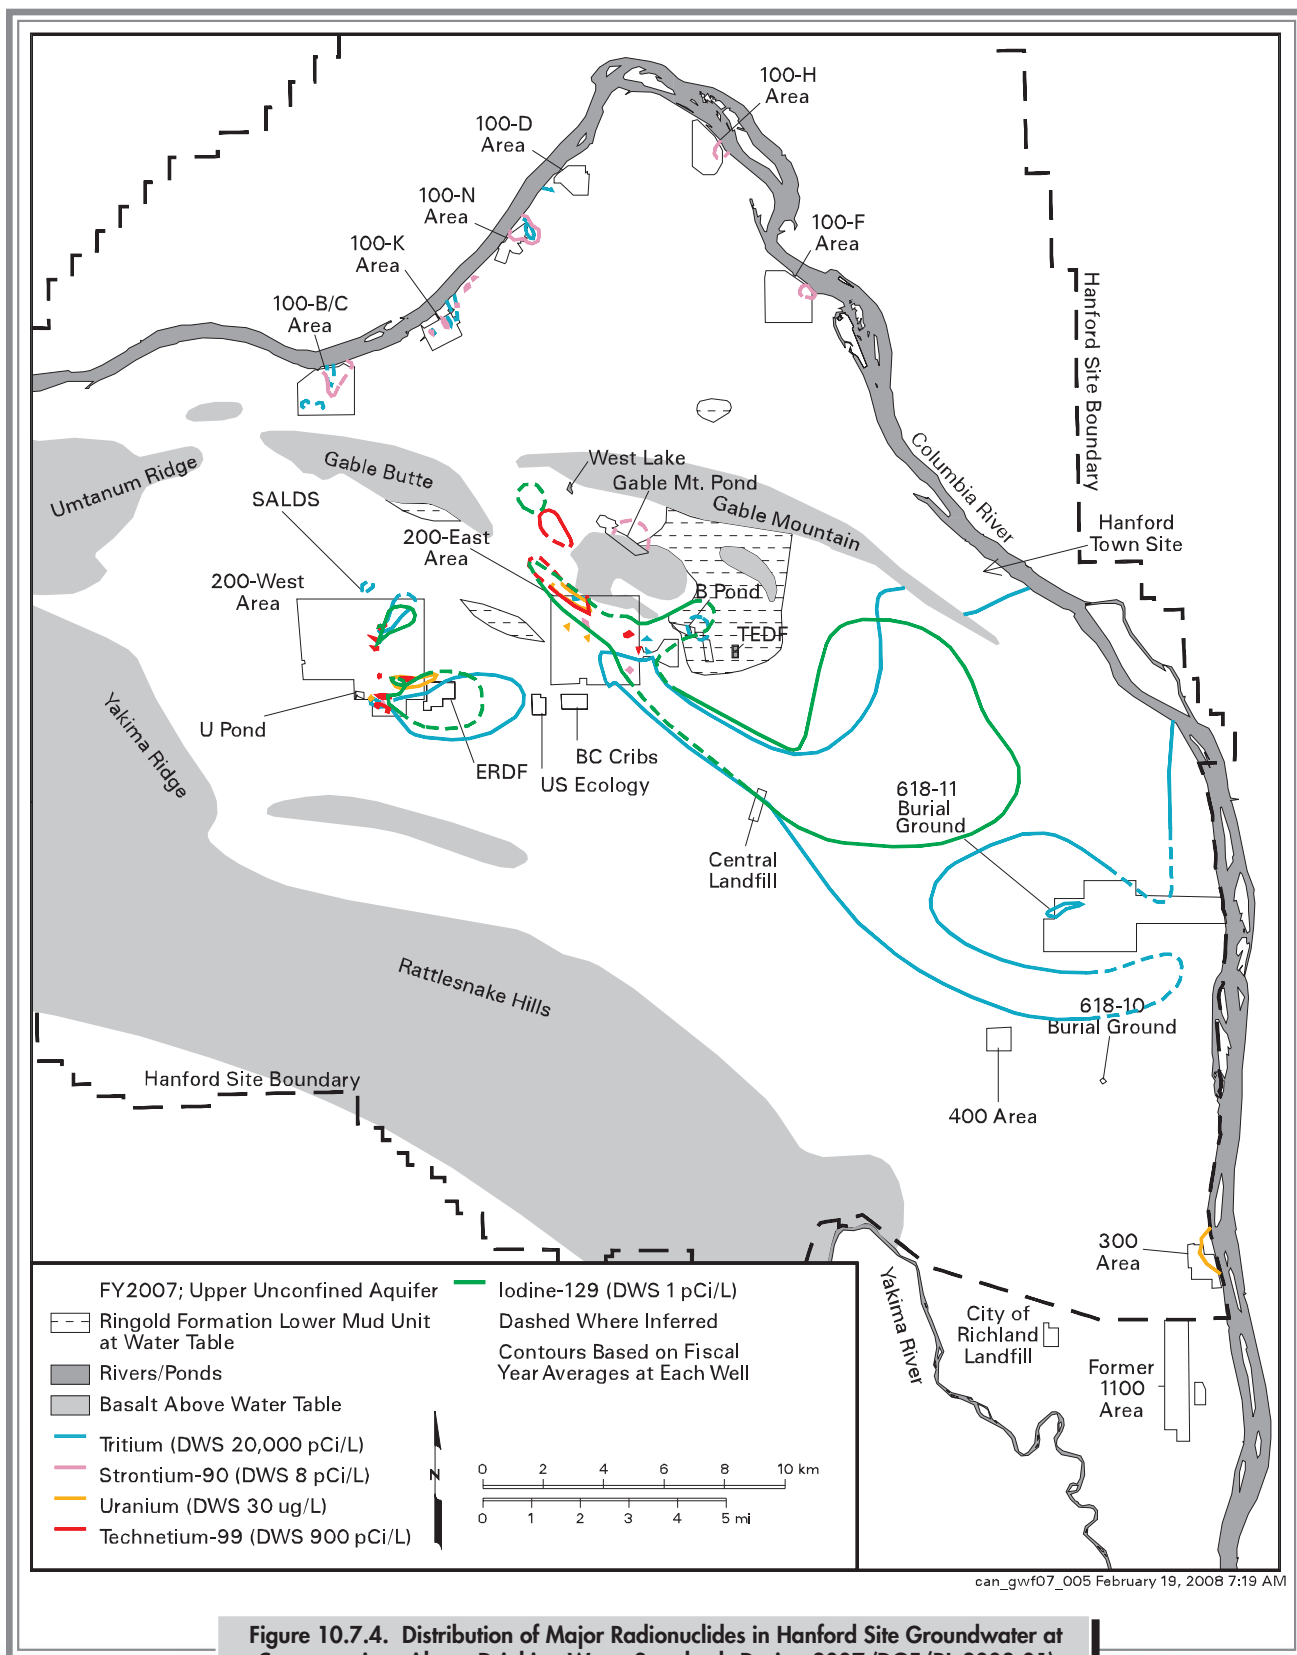 100-H
Area
100-D
Area
100-N
Area
100-F
Area
100-K
Area
100-B/C
Area
Hanford Site Boundary
Columbia River
Umtanum Ridge
Gable Butte
West Lake
Gable Mt. Pond
Gable Mountain
SALDS
200-East
Area
Hanford
Town Site
200-West
Area
B Pond
TEDF
Yakima Ridge
U Pond
ERDF
BC Cribs
US Ecology
618-11
Burial
Ground
Central
Landfill
Rattlesnake Hills
618-10
Burial Ground
Hanford Site Boundary
400 Area
300
Area
Yakima River
City of
Richland
Landfill
Former
1100
Area
FY2007; Upper Unconfined Aquifer
Ringold Formation Lower Mud Unit
at Water Table
Rivers/Ponds
Basalt Above Water Table
Tritium (DWS 20,000 pCi/L)
Strontium-90 (DWS 8 pCi/L)
Uranium (DWS 30 ug/L)
Technetium-99 (DWS 900 pCi/L)
Iodine-129 (DWS 1 pCi/L)
Dashed Where Inferred
Contours Based on Fiscal
Year Averages at Each Well
N
0 2 4 6 8 10 km
0 1 2 3 4 5 mi
can_gwf07_005 February 19, 2008 7:19 AM
Figure 10.7.4. Distribution of Major Radionuclides in Hanford Site Groundwater at